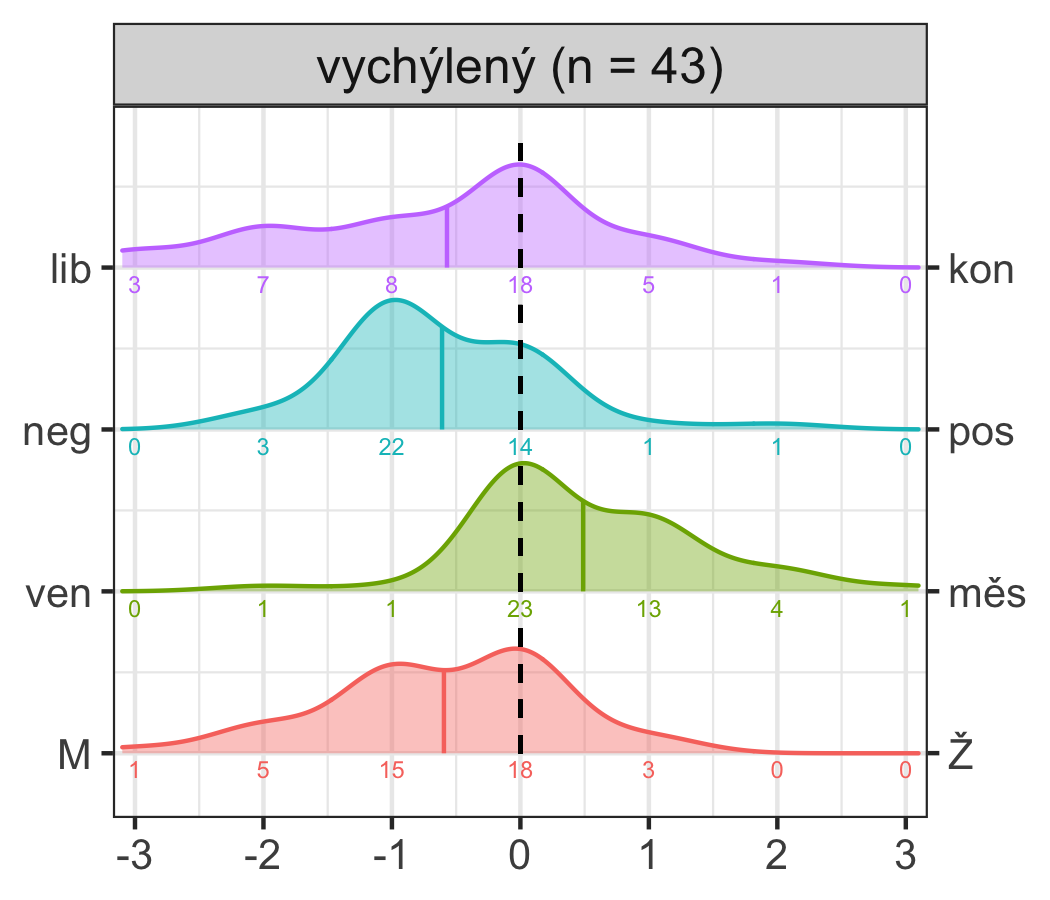 vychýlený (n = 43)
lib kon
3 7 8 18 5 1 0
neg pos
0 3 22 14 1 1 0
ven měs
0 1 1 23 13 4 1
M Ž
1 5 15 18 3 0 0
-3 -2 -1 0 1 2 3